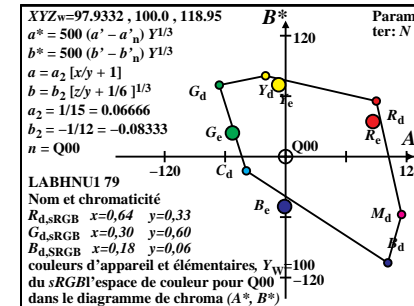 XYZw=97.9332, 100.0, 118.95
a* = 500 (a' – a'n) Y1/3
b* = 500 (b' – b'n) Y1/3
a = a2 [x/y + 1]
b = b2 [z/y + 1/6 ]1/3
a2 = 1/15 = 0.06666
b2 = –1/12 = –0.08333
n = Q00
–120
LABHNU1 79
Nom et chromaticité
Rd,sRGB x=0,64 y=0,33
Gd,sRGB x=0,30 y=0,60
Bd,SRGB x=0,18 y=0,06
couleurs d'appareil et élémentaires, YW=100
du sRGBl'espace de couleur pour Q00
dans le diagramme de chroma (A*, B*)
B*
120
Param
ter: N
Gd
Yd
Ye
Rd
Re
Ge
Q00
A
12
Cd
Be
Md
Bd
–120